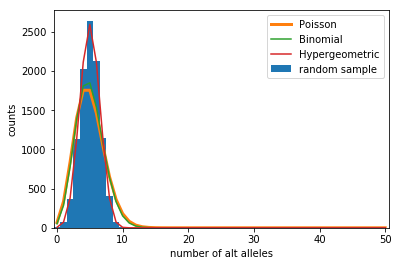 2500
2000
1500
1000
500
0
counts
Poisson
Binomial
Hypergeometric
random sample
0 10 20 30 40 50
number of alt alleles